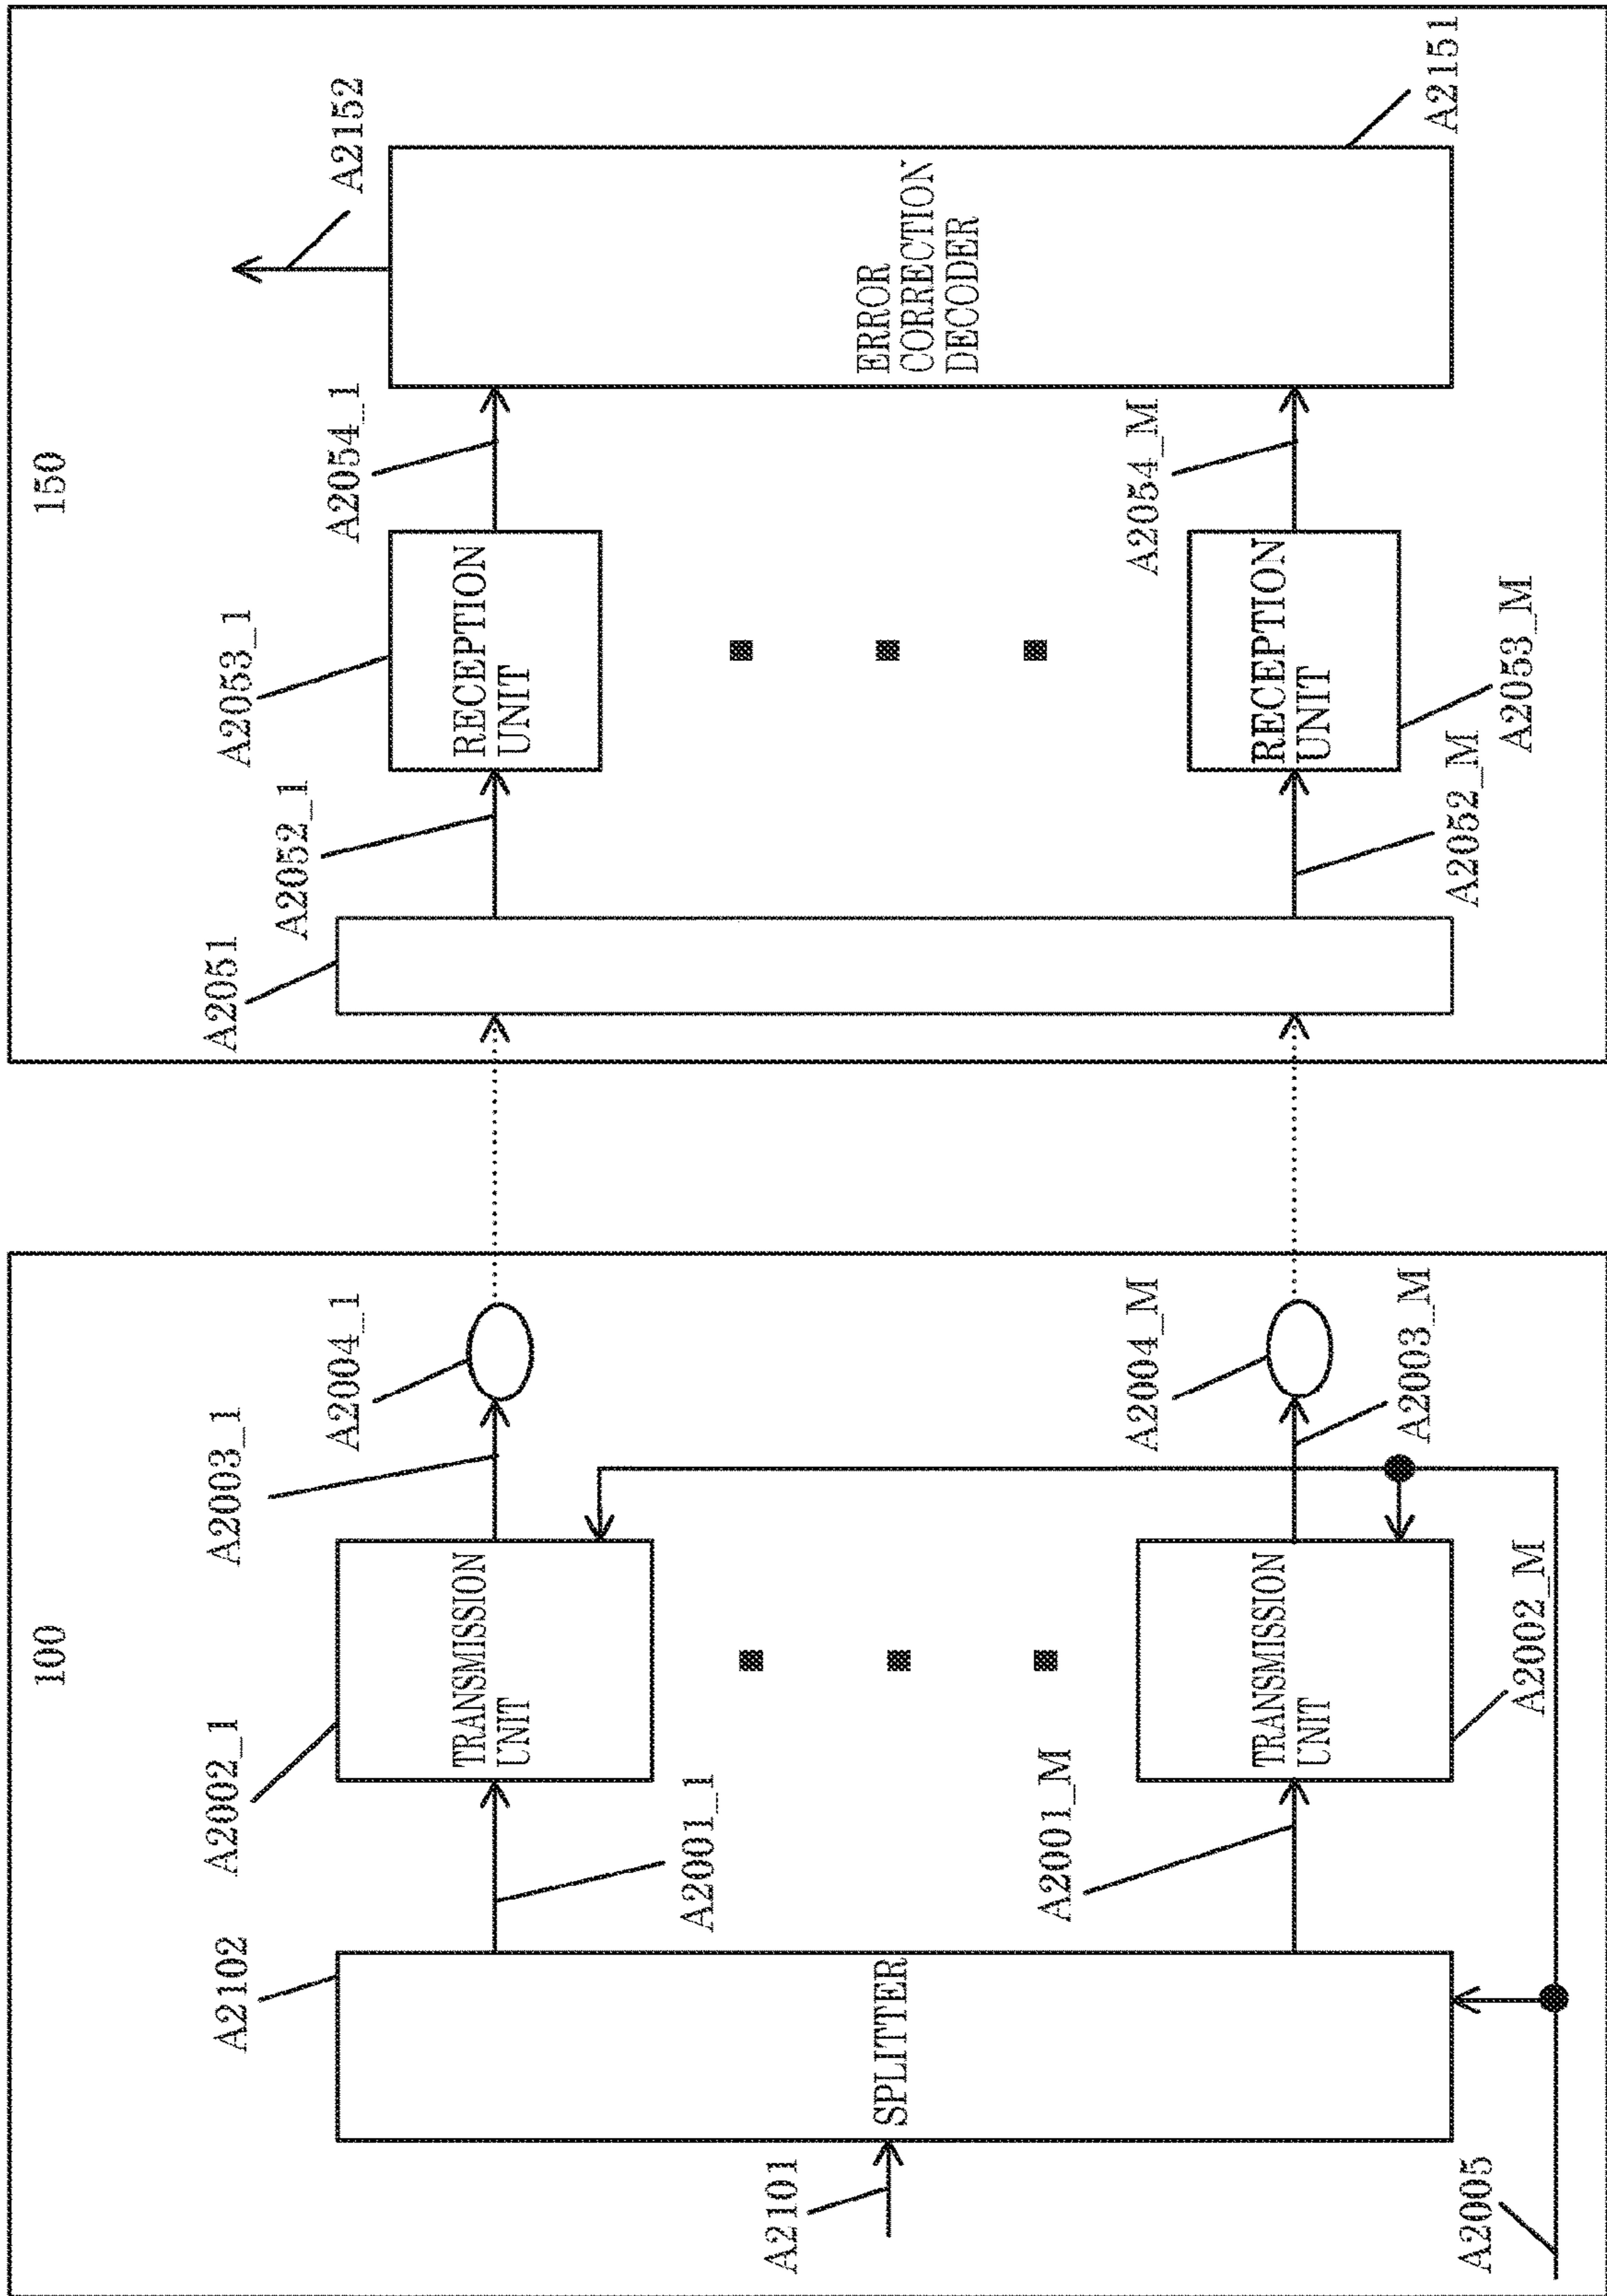 100
A2101
A2102
SPLITTER
A2005
A2001_1
A2001_M
A2002_1
TRANSMISSION
UNIT
TRANSMISSION
UNIT
A2002_M
A2003_1
A2003_M
A2004_1
A2004_M
150
A2051
A2052_1
A2052_M
A2053_1
RECEPTION
UNIT
RECEPTION
UNIT
A2053_M
A2054_1
A2054_M
ERROR
CORRECTION
DECODER
A2151
A2152